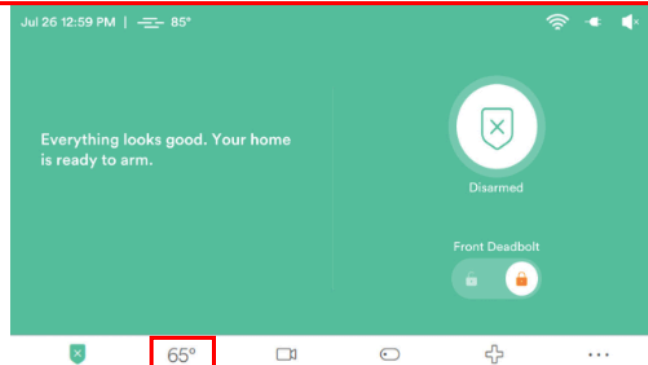 Jul 26 12:59 PM | 85°
Everything looks good. Your home
is ready to arm.
Disarmed
Front Deadbolt
65°